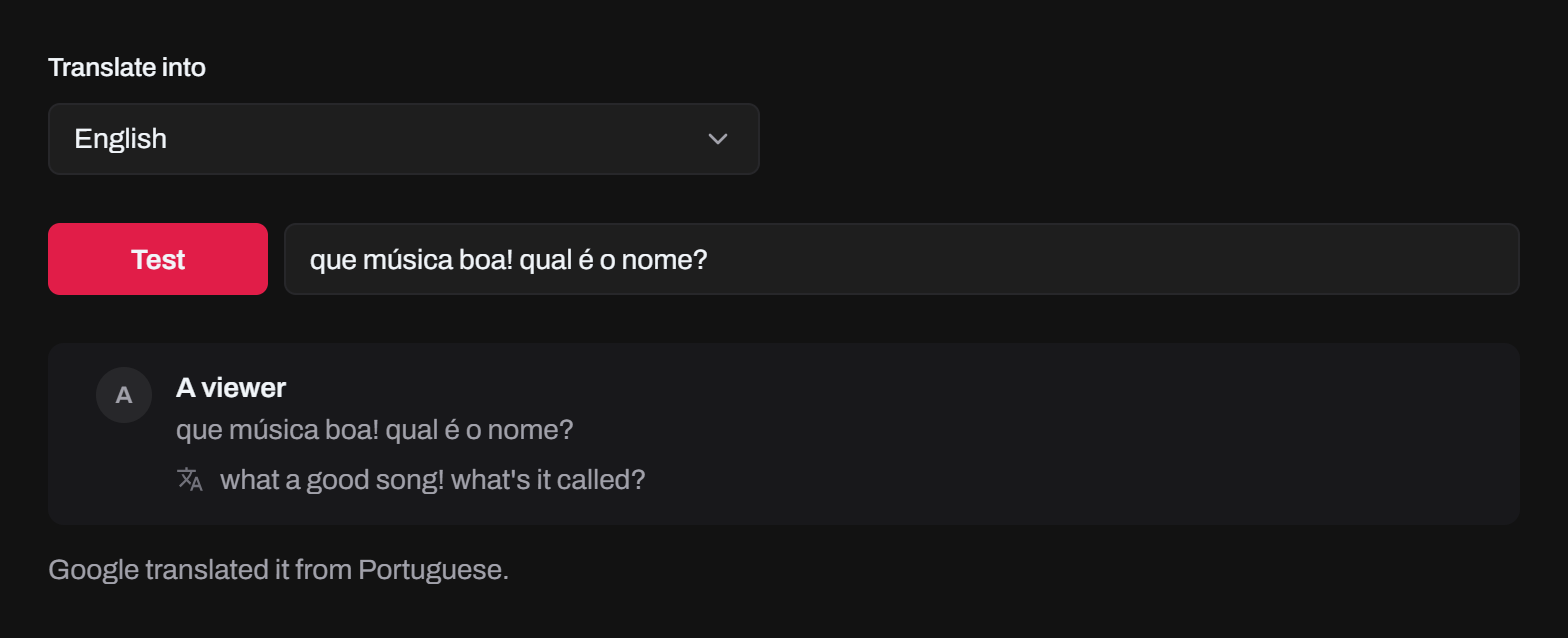 Translate into
English
Test
que música boa! qual é o nome?
A
A viewer
que música boa! qual é o nome?
what a good song! what's it called?
Google translated it from Portuguese.